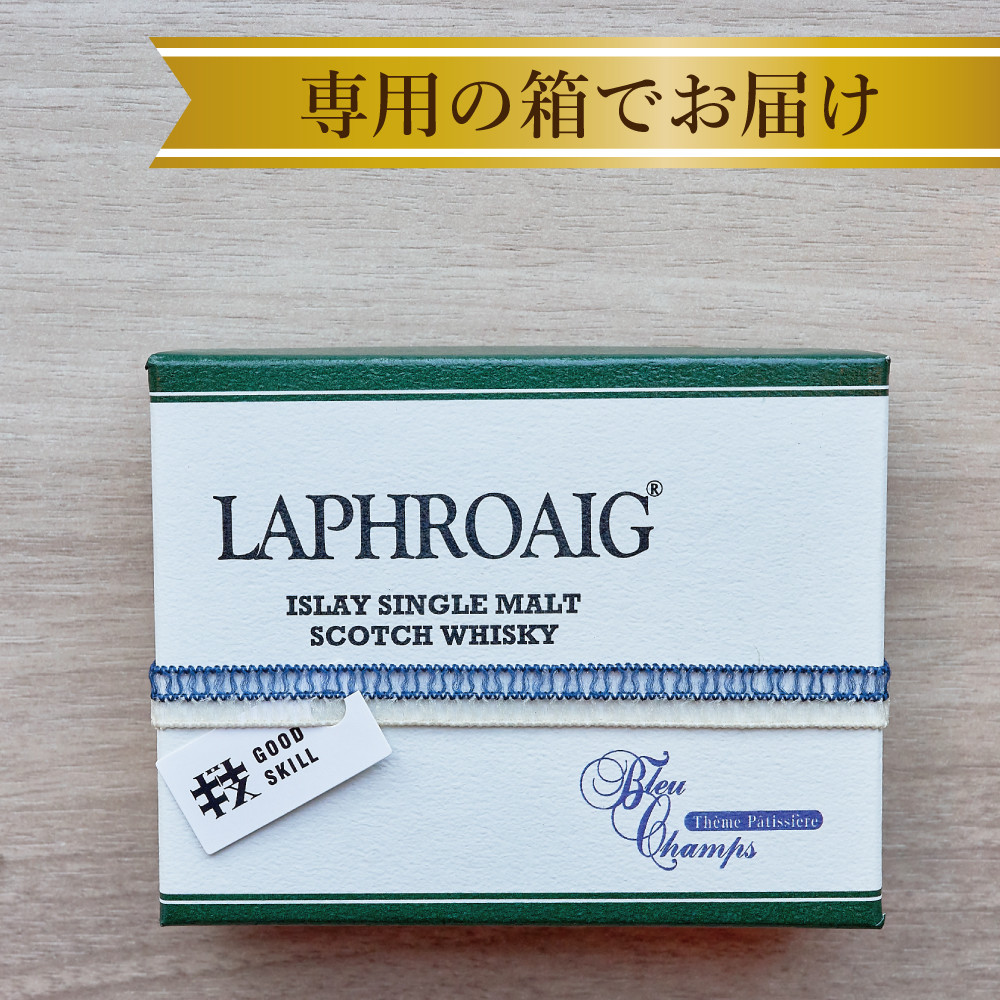 専用の箱でお届け
LAPHROAIG®
ISLAY SINGLE MALT
SCOTCH WHISKY
GOOD
SKILL
Bleu
Thème Pâtissière
Champs